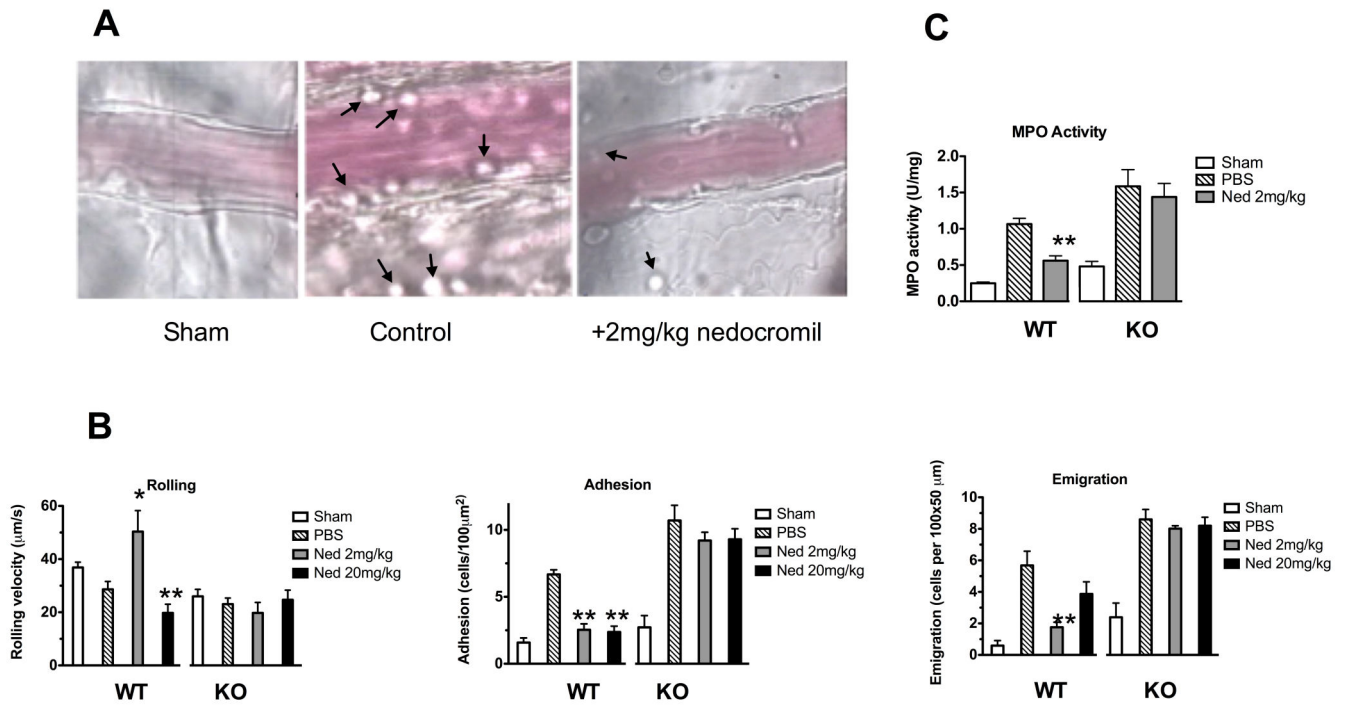 A
Sham
Control
+2mg/kg nedocromil
C
MPO Activity
MPO activity (U/mg)
2.0
1.5
1.0
0.5
0.0
**
WT
KO
Sham
PBS
Ned 2mg/kg
B
Rolling
Rolling velocity (μm/s)
60
40
20
0
*
**
WT
KO
Sham
PBS
Ned 2mg/kg
Ned 20mg/kg
Adhesion
Adhesion (cells/100μm²)
10
5
0
**
**
WT
KO
Sham
PBS
Ned 2mg/kg
Ned 20mg/kg
Emigration
Emigration (cells per 100x50 μm)
10
8
6
4
2
0
**
WT
KO
Sham
PBS
Ned 2mg/kg
Ned 20mg/kg